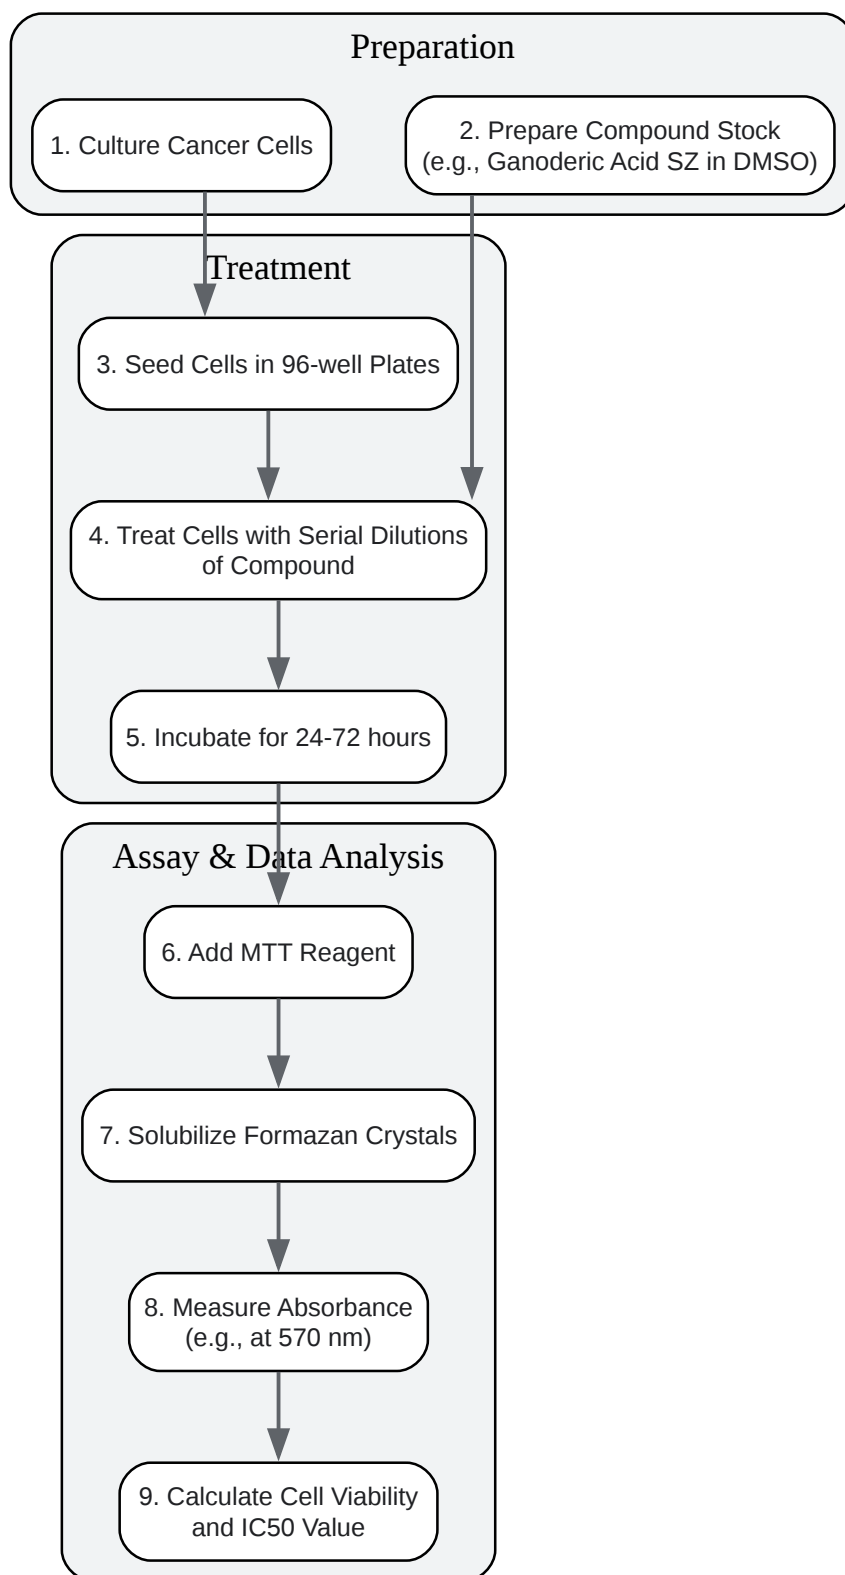 Preparation
1. Culture Cancer Cells
2. Prepare Compound Stock
(e.g., Ganoderic Acid SZ in DMSO)
Treatment
3. Seed Cells in 96-well Plates
4. Treat Cells with Serial Dilutions
of Compound
5. Incubate for 24-72 hours
Assay & Data Analysis
6. Add MTT Reagent
7. Solubilize Formazan Crystals
8. Measure Absorbance
(e.g., at 570 nm)
9. Calculate Cell Viability
and IC50 Value